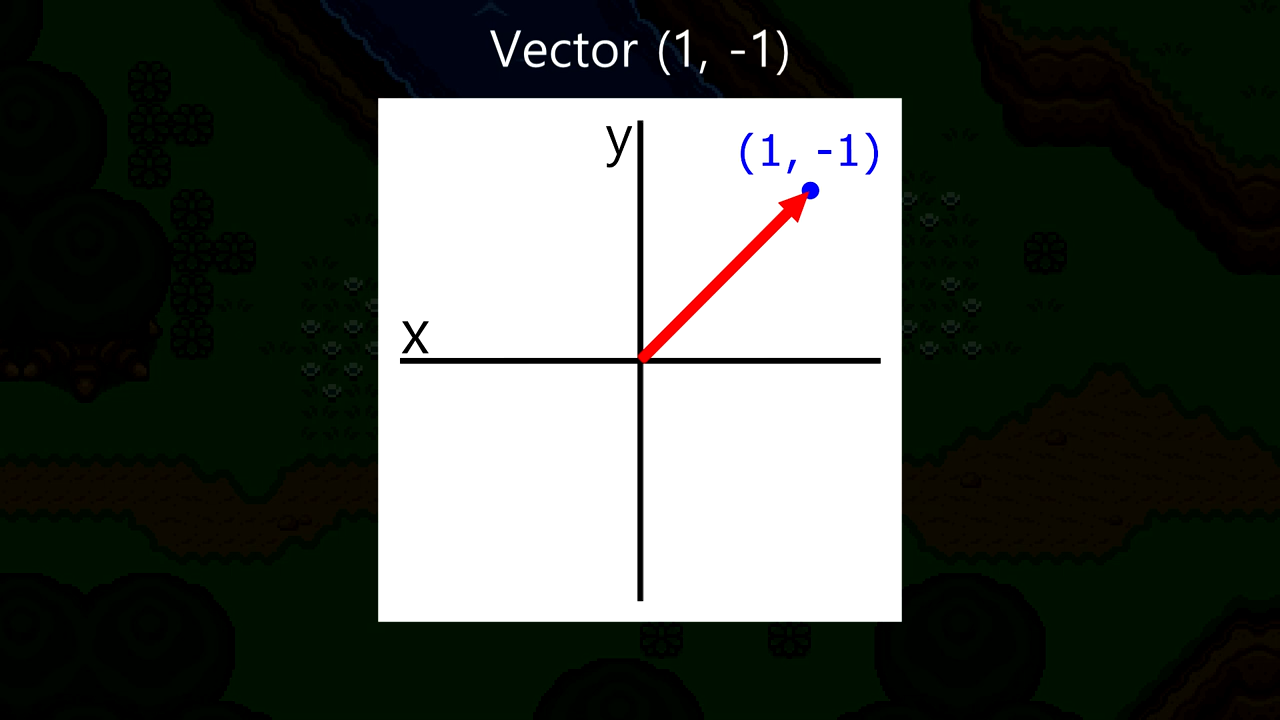 Vector (1, -1)
y
(1, -1)
x